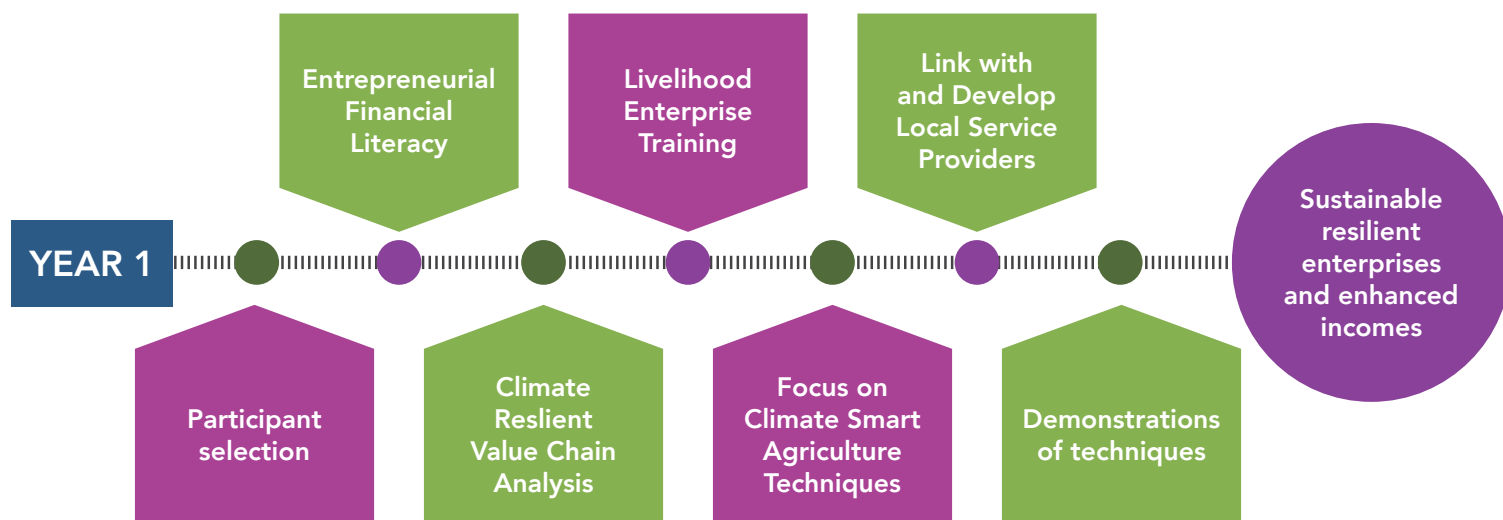 YEAR 1
Participant
selection
Entrepreneurial
Financial
Literacy
Climate
Reslient
Value Chain
Analysis
Livelihood
Enterprise
Training
Focus on
Climate Smart
Agriculture
Techniques
Link with
and Develop
Local Service
Providers
Demonstrations
of techniques
Sustainable
resilient
enterprises
and enhanced
incomes